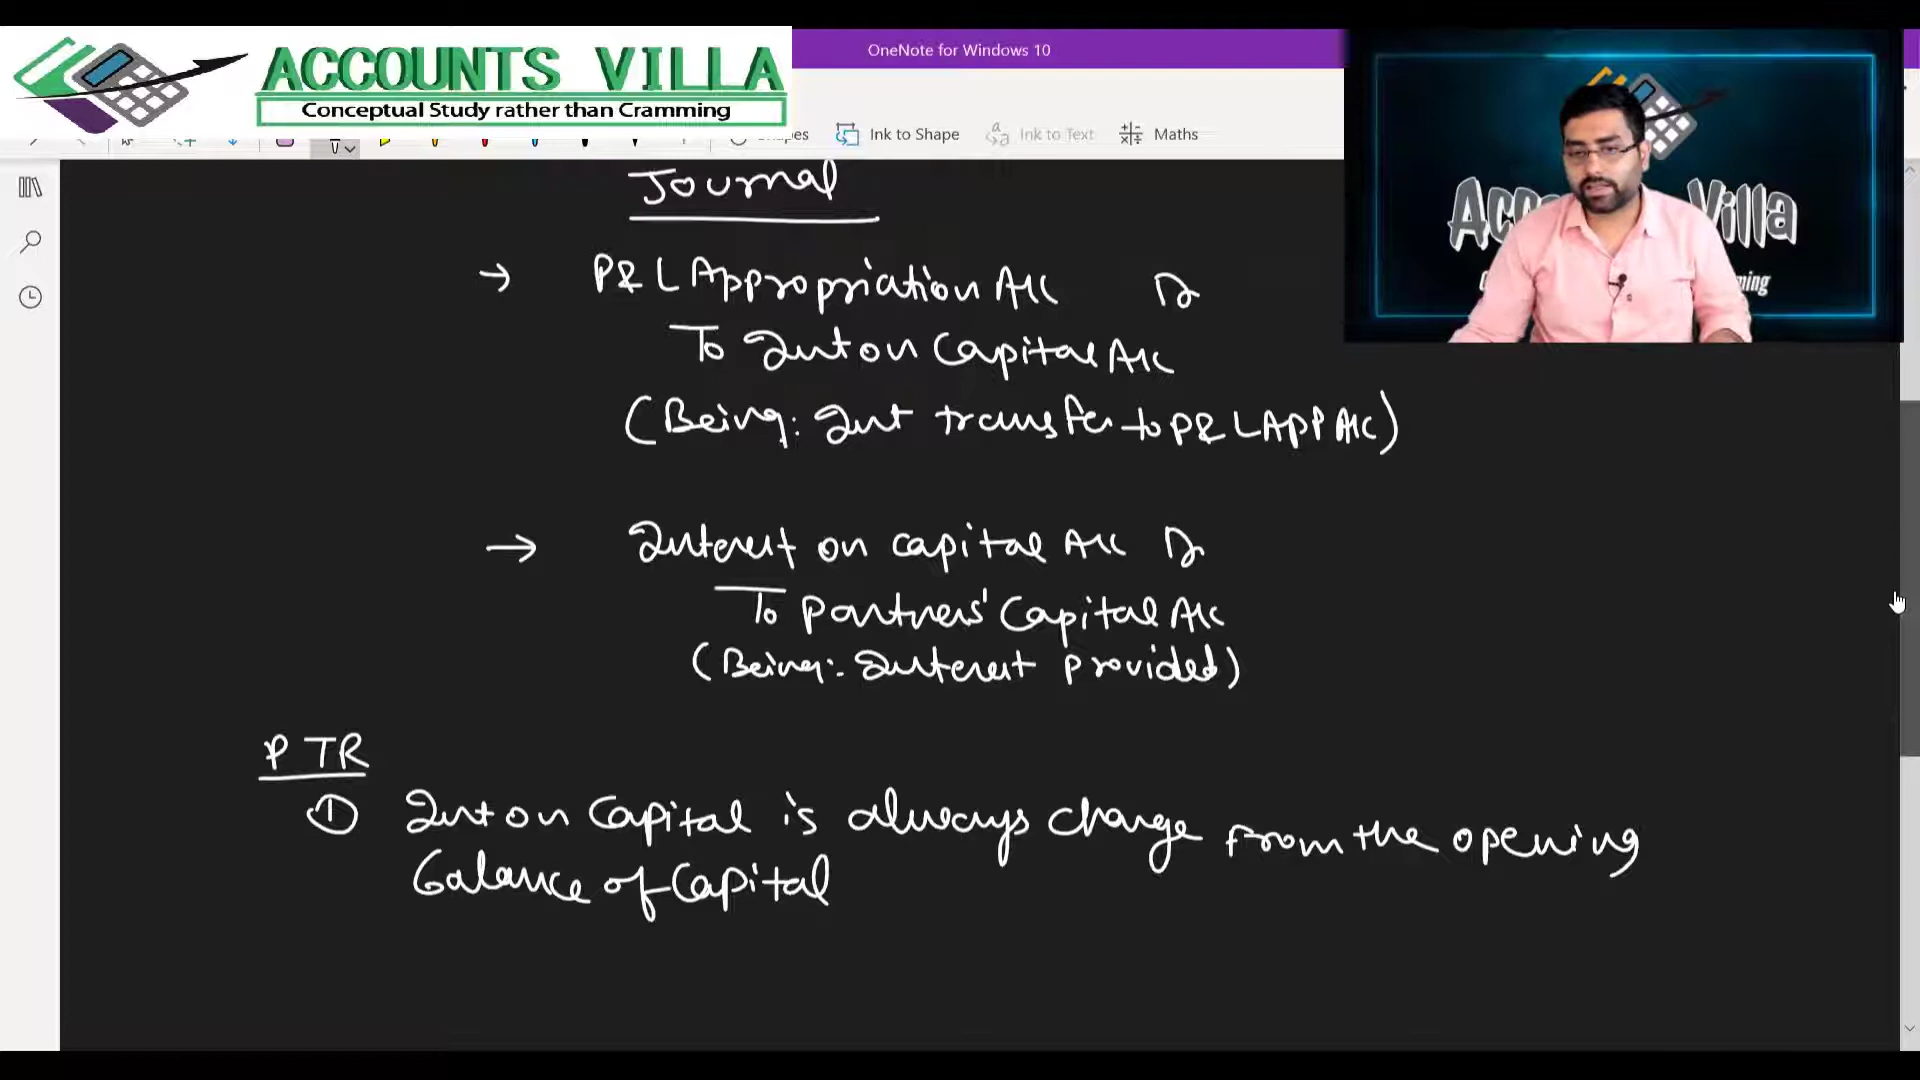 ACCOUNTS VILLA
Conceptual Study rather than Cramming
OneNote for Windows 10
Ink to Shape
Ink to Text
Maths
Journal
→ P&L Appropriation A/c Dr
To Int on Capital A/c
(Being: Int transfer to P&L APP A/c)
→ Interest on capital A/c Dr
To Partners' Capital A/c
(Being:- Interest Provided)
PTR
① Int on Capital is always charge from the opening
Balance of Capital
Villa